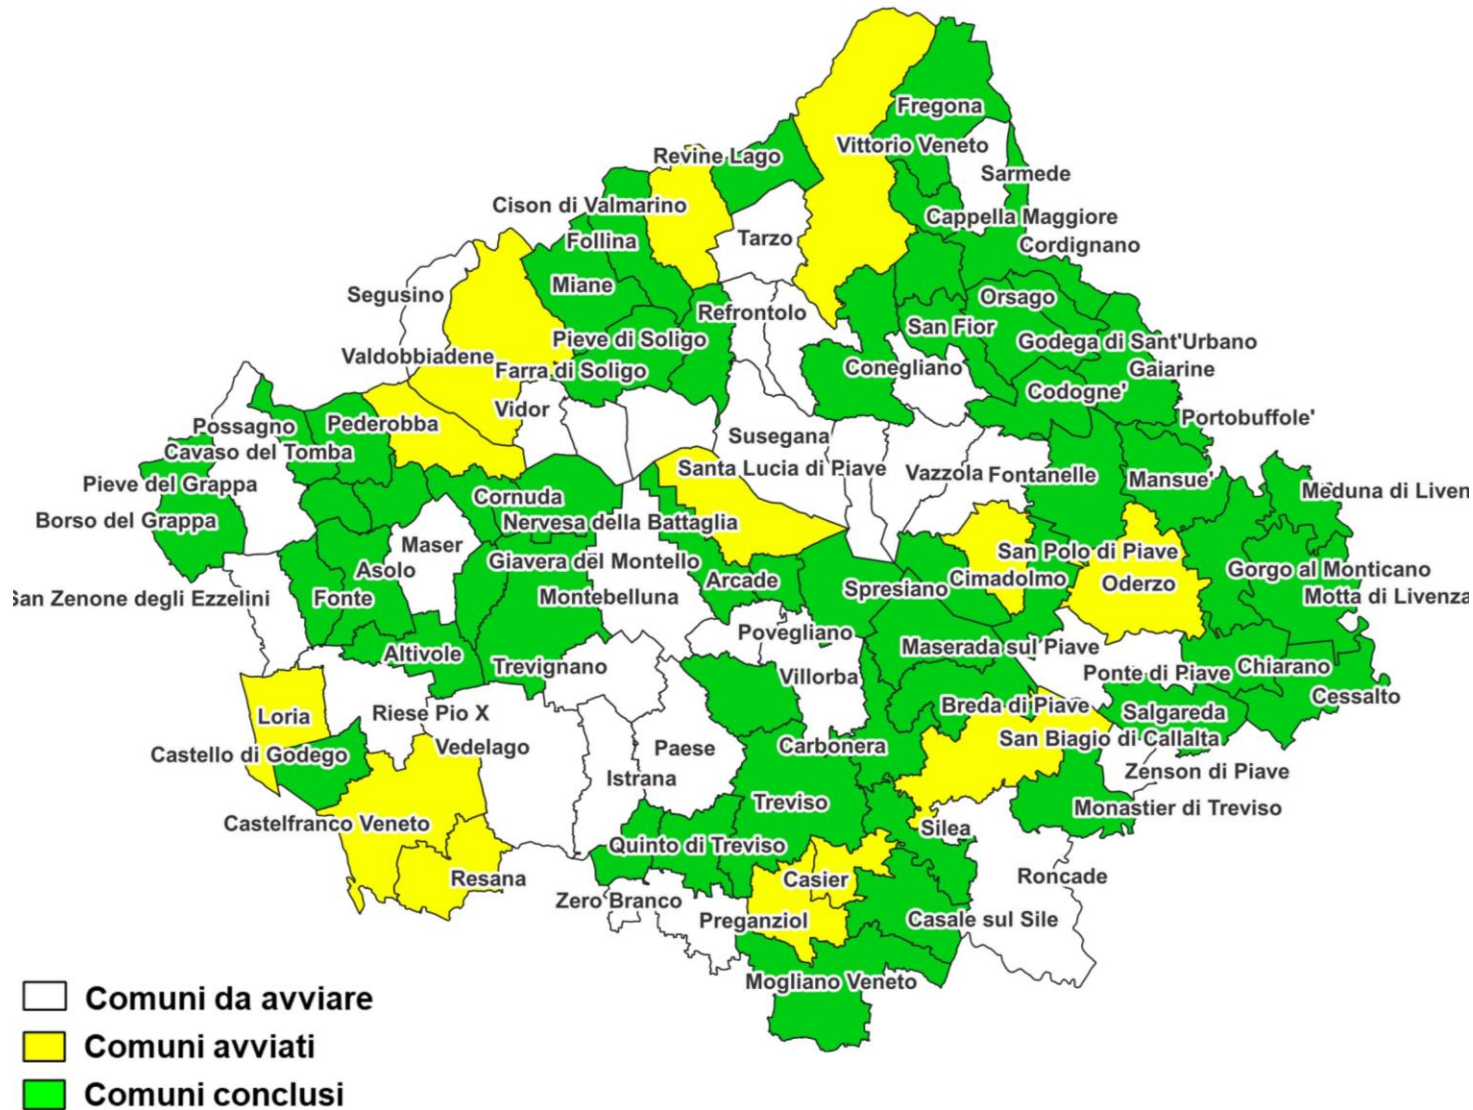 Fregona
Vittorio Veneto
Revine Lago
Sarmede
Cison di Valmarino
Cappella Maggiore
Follina
Tarzo
Cordignano
Miane
Segusino
Orsago
Refrontolo
San Fior
Pieve di Soligo
Godega di Sant'Urbano
Valdobbiadene
Farra di Soligo
Conegliano
Gaiarine
Codogne'
Vidor
Portobuffole'
Possagno
Pederobba
Susegana
Cavaso del Tomba
Santa Lucia di Piave
Vazzola
Fontanelle
Mansue'
Pieve del Grappa
Meduna di Liven
Cornuda
Borso del Grappa
Nervesa della Battaglia
Maser
San Polo di Piave
Giavera del Montello
Asolo
Arcade
Cimadolmo
Oderzo
Gorgo al Monticano
Spresiano
San Zenone degli Ezzelini
Fonte
Montebelluna
Motta di Livenza
Povegliano
Maserada sul Piave
Altivole
Trevignano
Villorba
Ponte di Piave
Chiarano
Cessalto
Loria
Riese Pio X
Breda di Piave
Salgareda
Vedelago
Paese
Carbonera
San Biagio di Callalta
Castello di Godego
Istrana
Zenson di Piave
Treviso
Monastier di Treviso
Castelfranco Veneto
Silea
Quinto di Treviso
Resana
Casier
Roncade
Zero Branco
Preganziol
Casale sul Sile
Mogliano Veneto
Comuni da avviare
Comuni avviati
Comuni conclusi